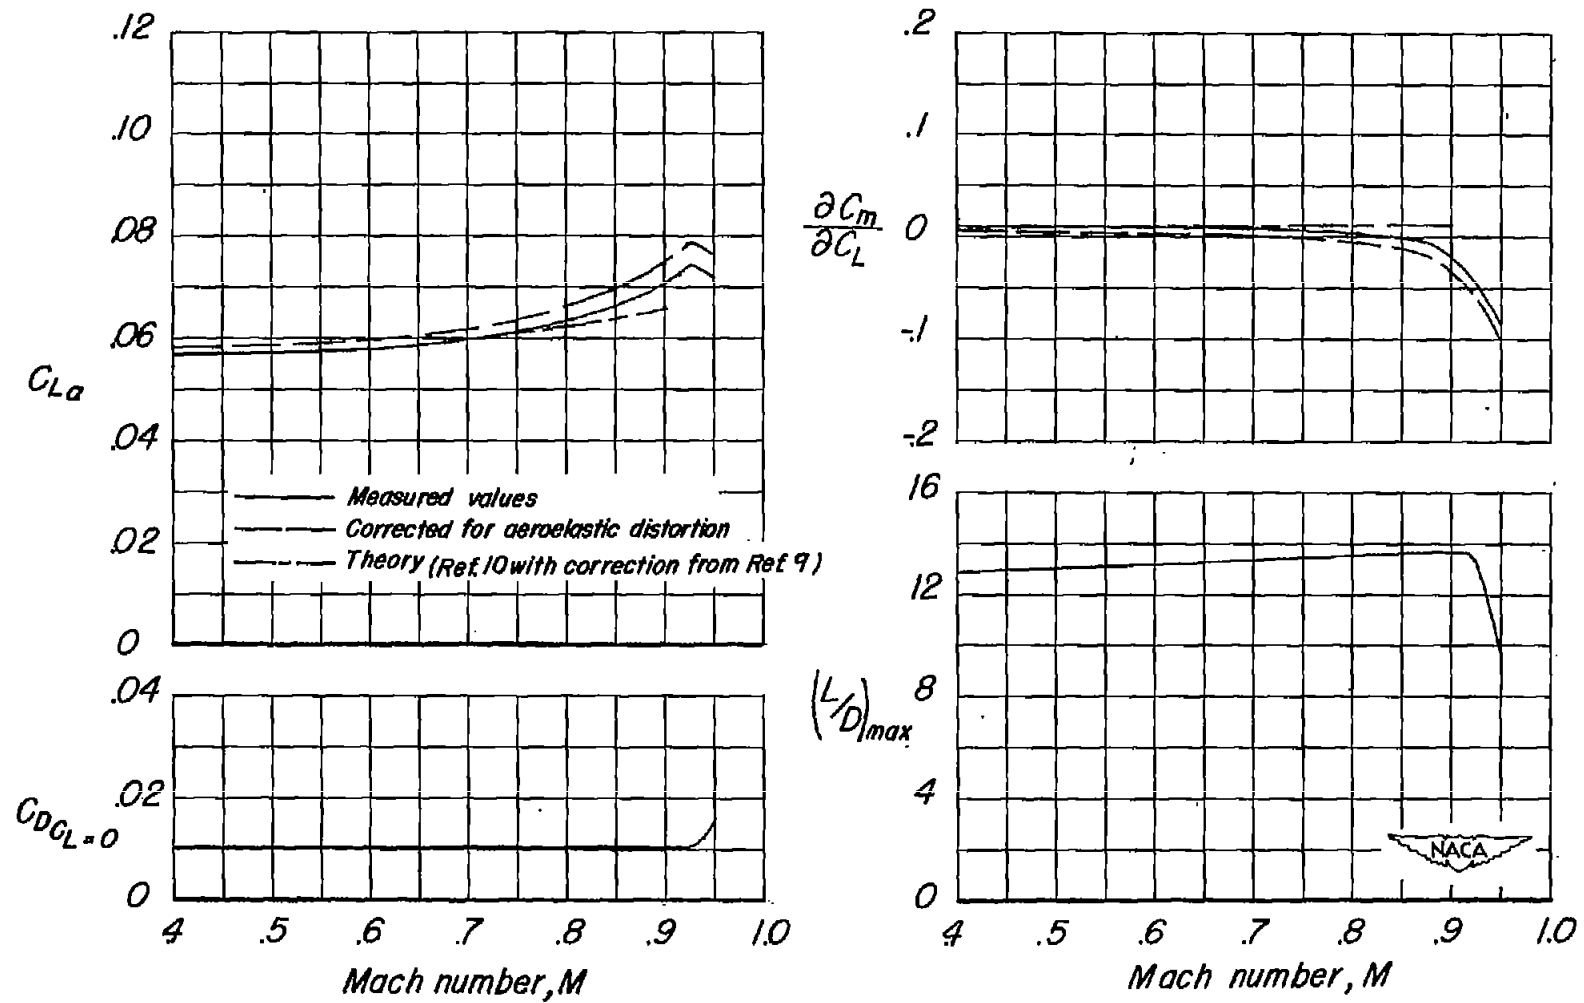 .12
.10
.08
.06
.04
.02
0
C_Lα
Measured values
Corrected for aeroelastic distortion
Theory (Ref. 10 with correction from Ref 9)
.04
.02
0
C_D_C_L=0
.4 .5 .6 .7 .8 .9 1.0
Mach number, M
.2
.1
0
-.1
-.2
∂C_m
∂C_L
16
12
8
4
0
(L/D)max
NACA
.4 .5 .6 .7 .8 .9 1.0
Mach number, M